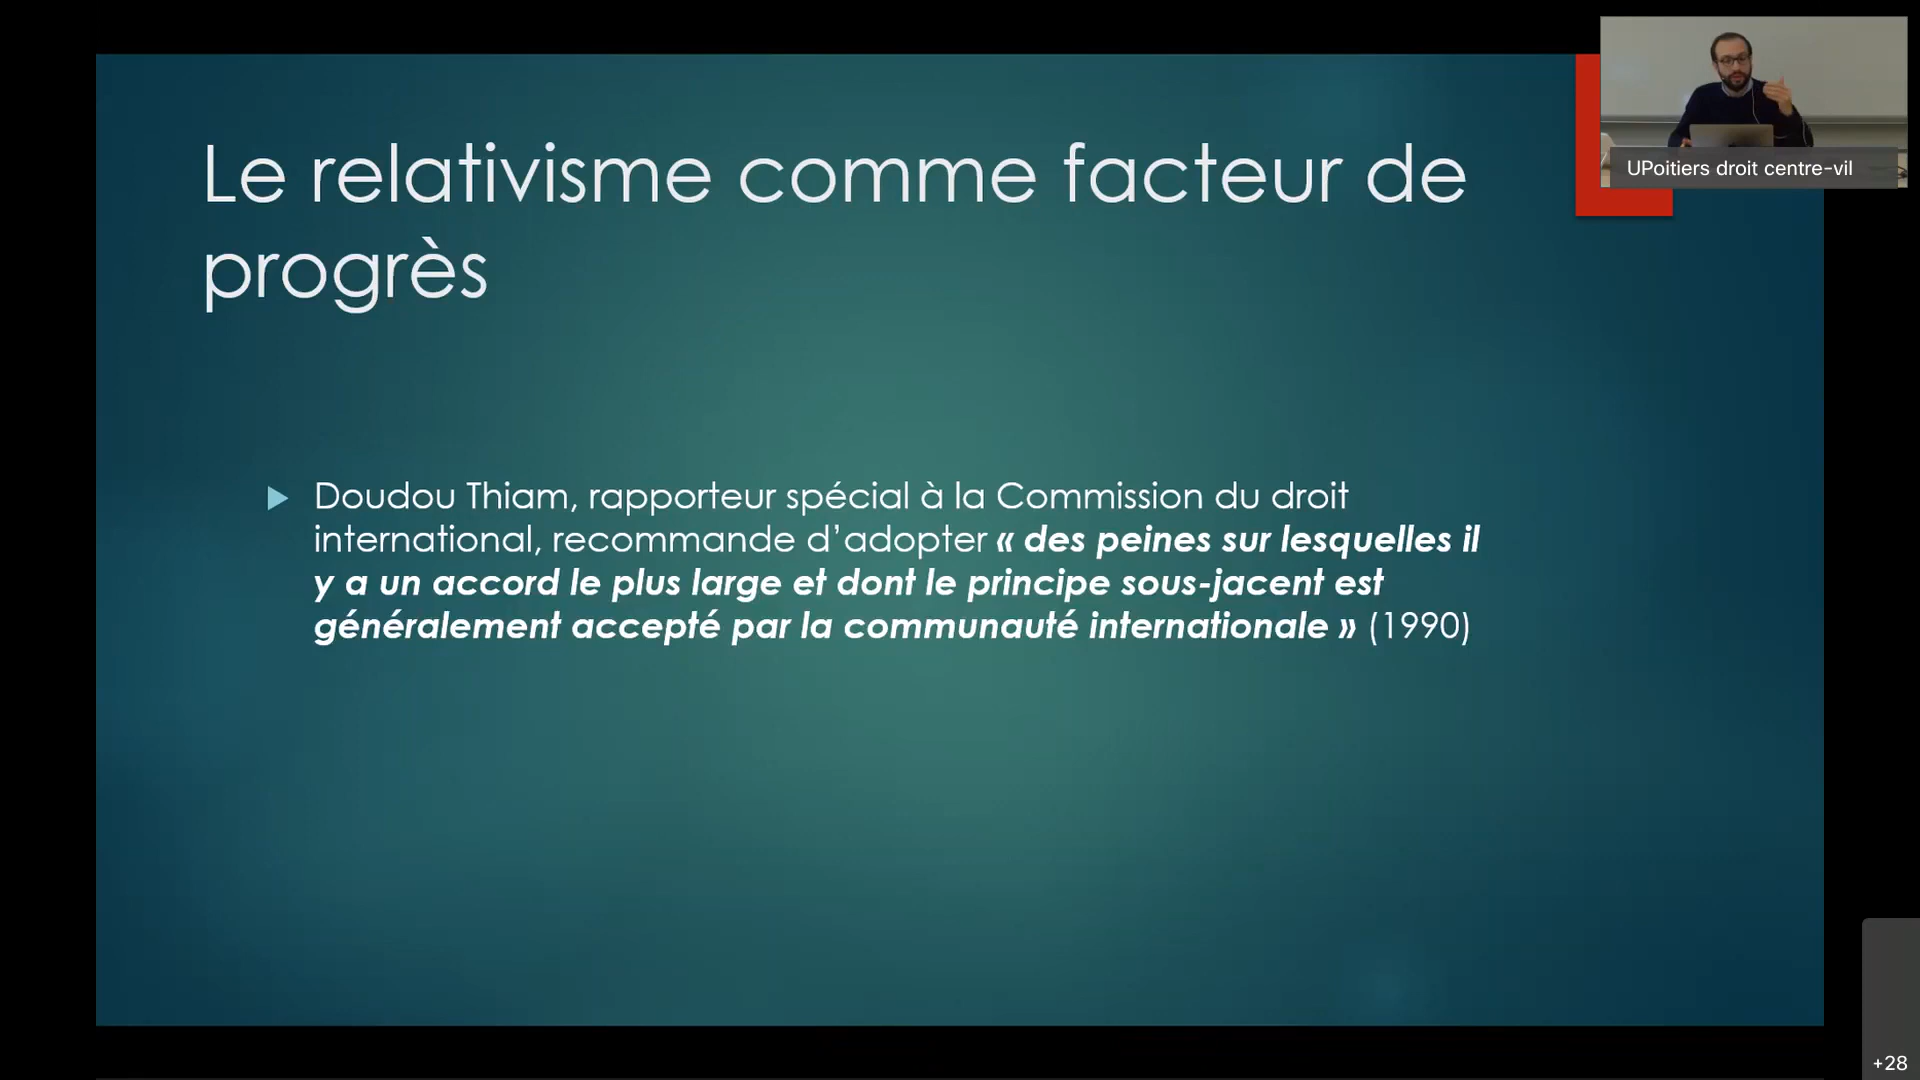 Le relativisme comme facteur de
progrès
Doudou Thiam, rapporteur spécial à la Commission du droit
international, recommande d’adopter « des peines sur lesquelles il
y a un accord le plus large et dont le principe sous-jacent est
généralement accepté par la communauté internationale » (1990)
UPoitiers droit centre-vil
+28